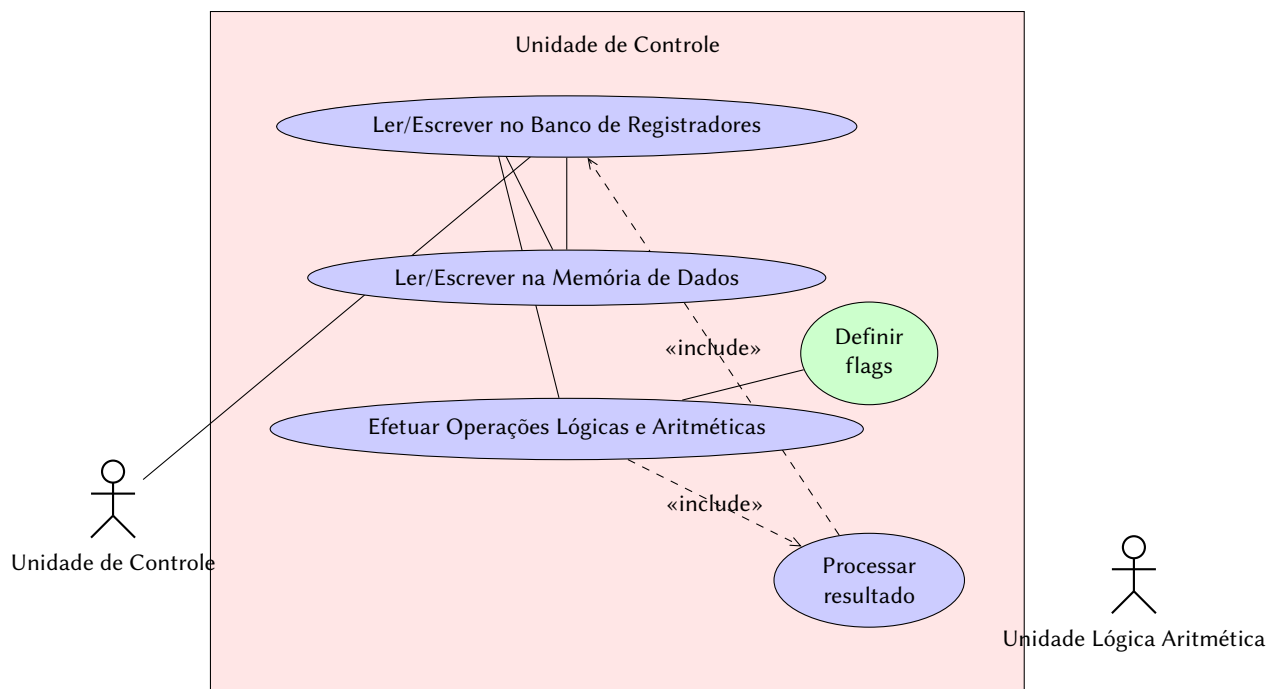 Unidade de Controle
Ler/Escrever no Banco de Registradores
Ler/Escrever na Memória de Dados
«include»
Definir
flags
Efetuar Operações Lógicas e Aritméticas
«include»
Unidade de Controle
Processar
resultado
Unidade Lógica Aritmética